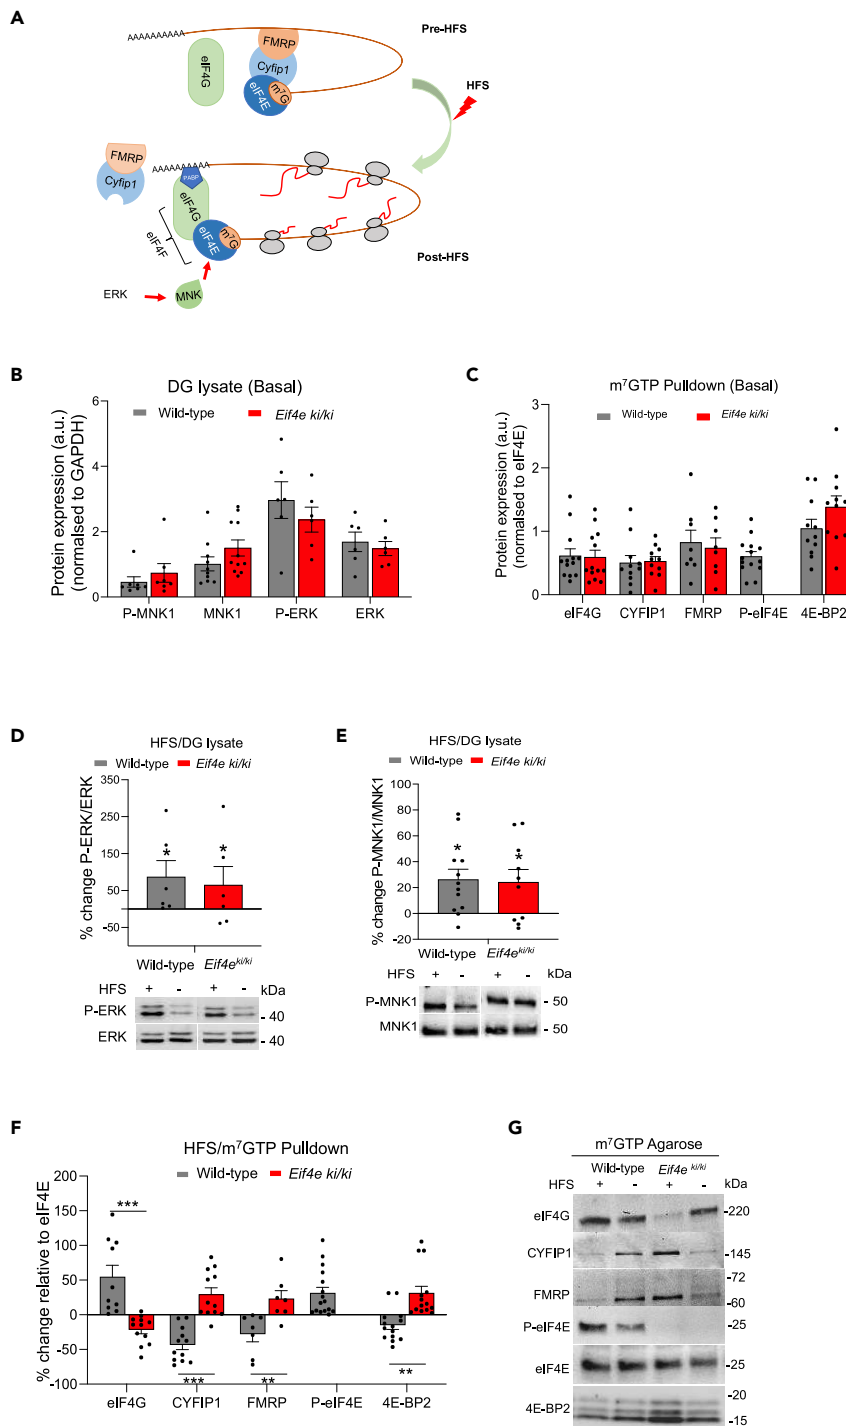 A
AAAAAAAAAA
FMRP
Pre-HFS
eIF4G
Cyfip1
eIF4E
m7G
HFS
FMRP
AAAAAAAAAA
Cyfip1
PABP
eIF4G
eIF4F
eIF4E
m7G
Post-HFS
ERK
MNK
B
DG lysate (Basal)
Wild-type Eif4e ki/ki
Protein expression (a.u.)
(normalised to GAPDH)
6
4
2
0
P-MNK1 MNK1 P-ERK ERK
C
m⁷GTP Pulldown (Basal)
Wild-type Eif4e ki/ki
Protein expression (a.u.)
(normalised to eIF4E)
3
2
1
0
eIF4G CYFIP1 FMRP P-eIF4E 4E-BP2
D
HFS/DG lysate
Wild-type Eif4e ki/ki
% change P-ERK/ERK
350
250
150
50
-50
* *
Wild-type Eif4e ki/ki
HFS + - + - kDa
P-ERK - 40
ERK - 40
E
HFS/DG lysate
Wild-type Eif4e ki/ki
% change P-MNK1/MNK1
100
80
60
40
20
0
-20
* *
Wild-type Eif4e ki/ki
HFS + - + - kDa
P-MNK1 - 50
MNK1 - 50
F
HFS/m⁷GTP Pulldown
Wild-type Eif4e ki/ki
% change relative to eIF4E
200
150
100
50
0
-50
-100
***
*** ** **
eIF4G CYFIP1 FMRP P-eIF4E 4E-BP2
G
m⁷GTP Agarose
Wild-type Eif4e ki/ki
HFS + - + - kDa
eIF4G -220
CYFIP1 -145
-72
FMRP
-60
P-eIF4E -25
eIF4E -25
-20
4E-BP2
-15